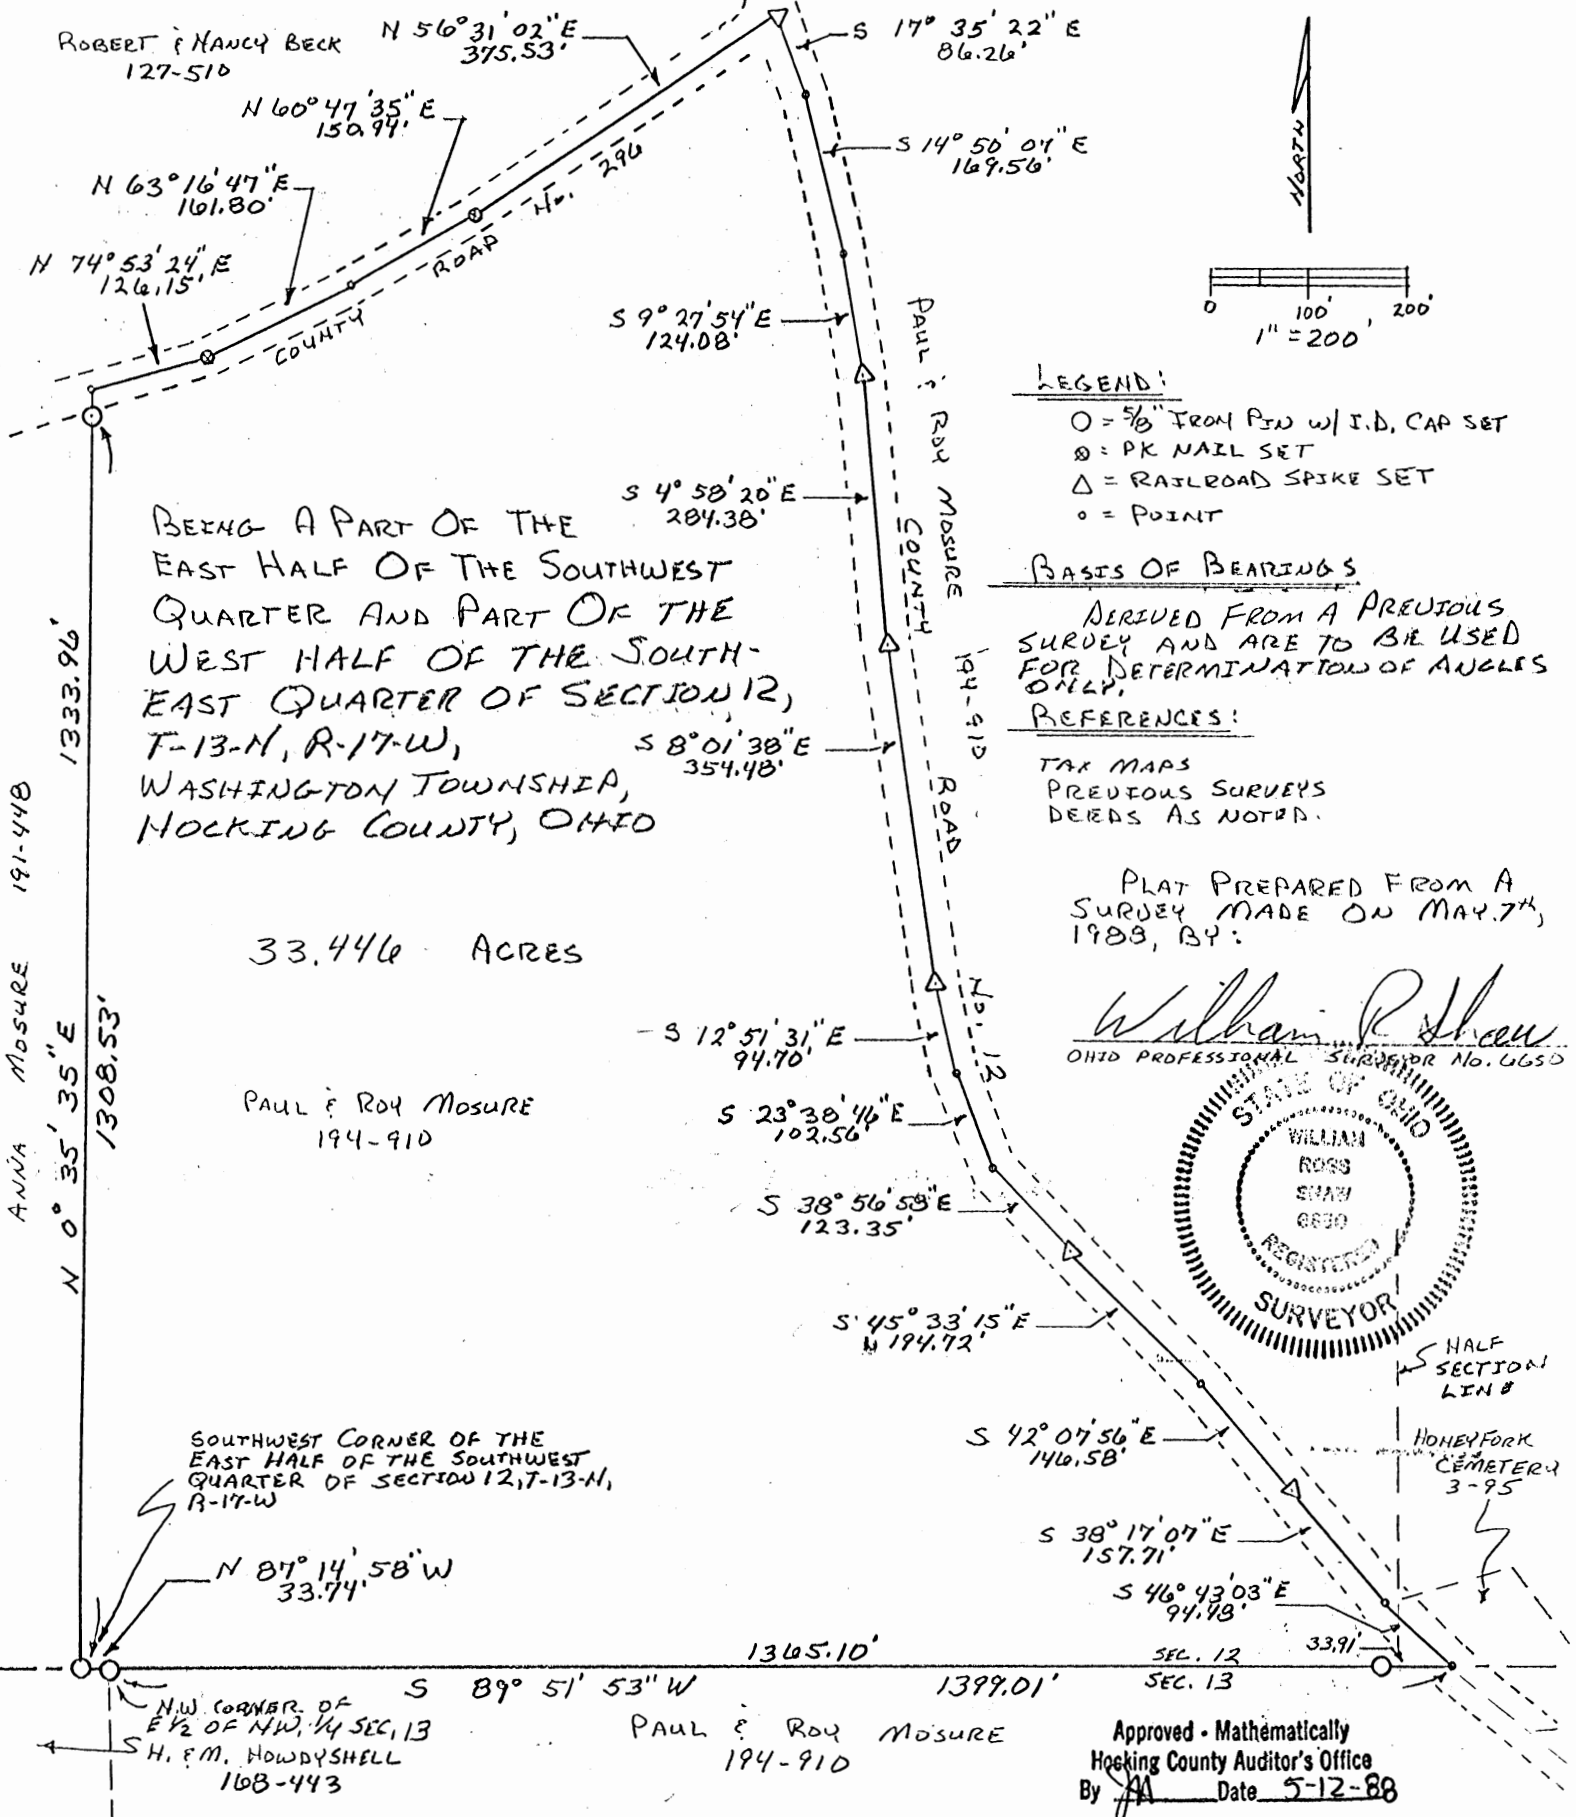 ROBERT & NANCY BECK
127-510
N 56° 31' 02" E
375.53'
N 60° 47' 35" E
150.94'
N 63° 16' 47" E
161.80'
N 74° 53' 24" E
126.15'
COUNTY ROAD No. 296
S 17° 35' 22" E
86.26'
S 14° 50' 07" E
169.56'
S 9° 27' 54" E
124.08'
S 4° 58' 20" E
284.38'
S 8° 01' 38" E
354.48'
S 12° 51' 31" E
94.70'
S 23° 38' 46" E
102.56'
S 38° 56' 59" E
123.35'
S 45° 33' 15" E
194.72'
S 42° 07' 56" E
146.58'
S 38° 17' 07" E
157.71'
S 46° 43' 03" E
94.48'
PAUL & ROY MOSURE 194-910
COUNTY ROAD No. 13
NORTH
0 100' 200'
1" = 200'
LEGEND:
O = 5/8" IRON PIN W/ I.D. CAP SET
⊗ = PK NAIL SET
△ = RAILROAD SPIKE SET
° = POINT
BASIS OF BEARINGS
DERIVED FROM A PREVIOUS
SURVEY AND ARE TO BE USED
FOR DETERMINATION OF ANGLES
ONLY.
REFERENCES:
TAX MAPS
PREVIOUS SURVEYS
DEEDS AS NOTED.
PLAT PREPARED FROM A
SURVEY MADE ON MAY 7th,
1988, BY:
William R Shaw
OHIO PROFESSIONAL SURVEYOR No. 6650
STATE OF OHIO
WILLIAM
ROSS
SHAW
6650
REGISTERED
SURVEYOR
BEING A PART OF THE
EAST HALF OF THE SOUTHWEST
QUARTER AND PART OF THE
WEST HALF OF THE SOUTH-
EAST QUARTER OF SECTION 12,
T-13-N, R-17-W,
WASHINGTON TOWNSHIP,
HOCKING COUNTY, OHIO
33.446 ACRES
PAUL & ROY MOSURE
194-910
ANNA MOSURE 191-448
N 0° 35' 35" E 1333.96'
1308.53'
HALF
SECTION
LINE
HONEYFORK
CEMETERY
3-95
SOUTHWEST CORNER OF THE
EAST HALF OF THE SOUTHWEST
QUARTER OF SECTION 12, T-13-N,
R-17-W
N 87° 14' 58" W
33.74'
1365.10'
SEC. 12
33.91'
S 89° 51' 53" W
1399.01'
SEC. 13
N.W. CORNER OF
E 1/2 OF N.W. 1/4 SEC. 13
H. & M. HOWDYSHELL
168-443
PAUL & ROY MOSURE
194-910
Approved - Mathematically
Hocking County Auditor's Office
By Date 5-12-88